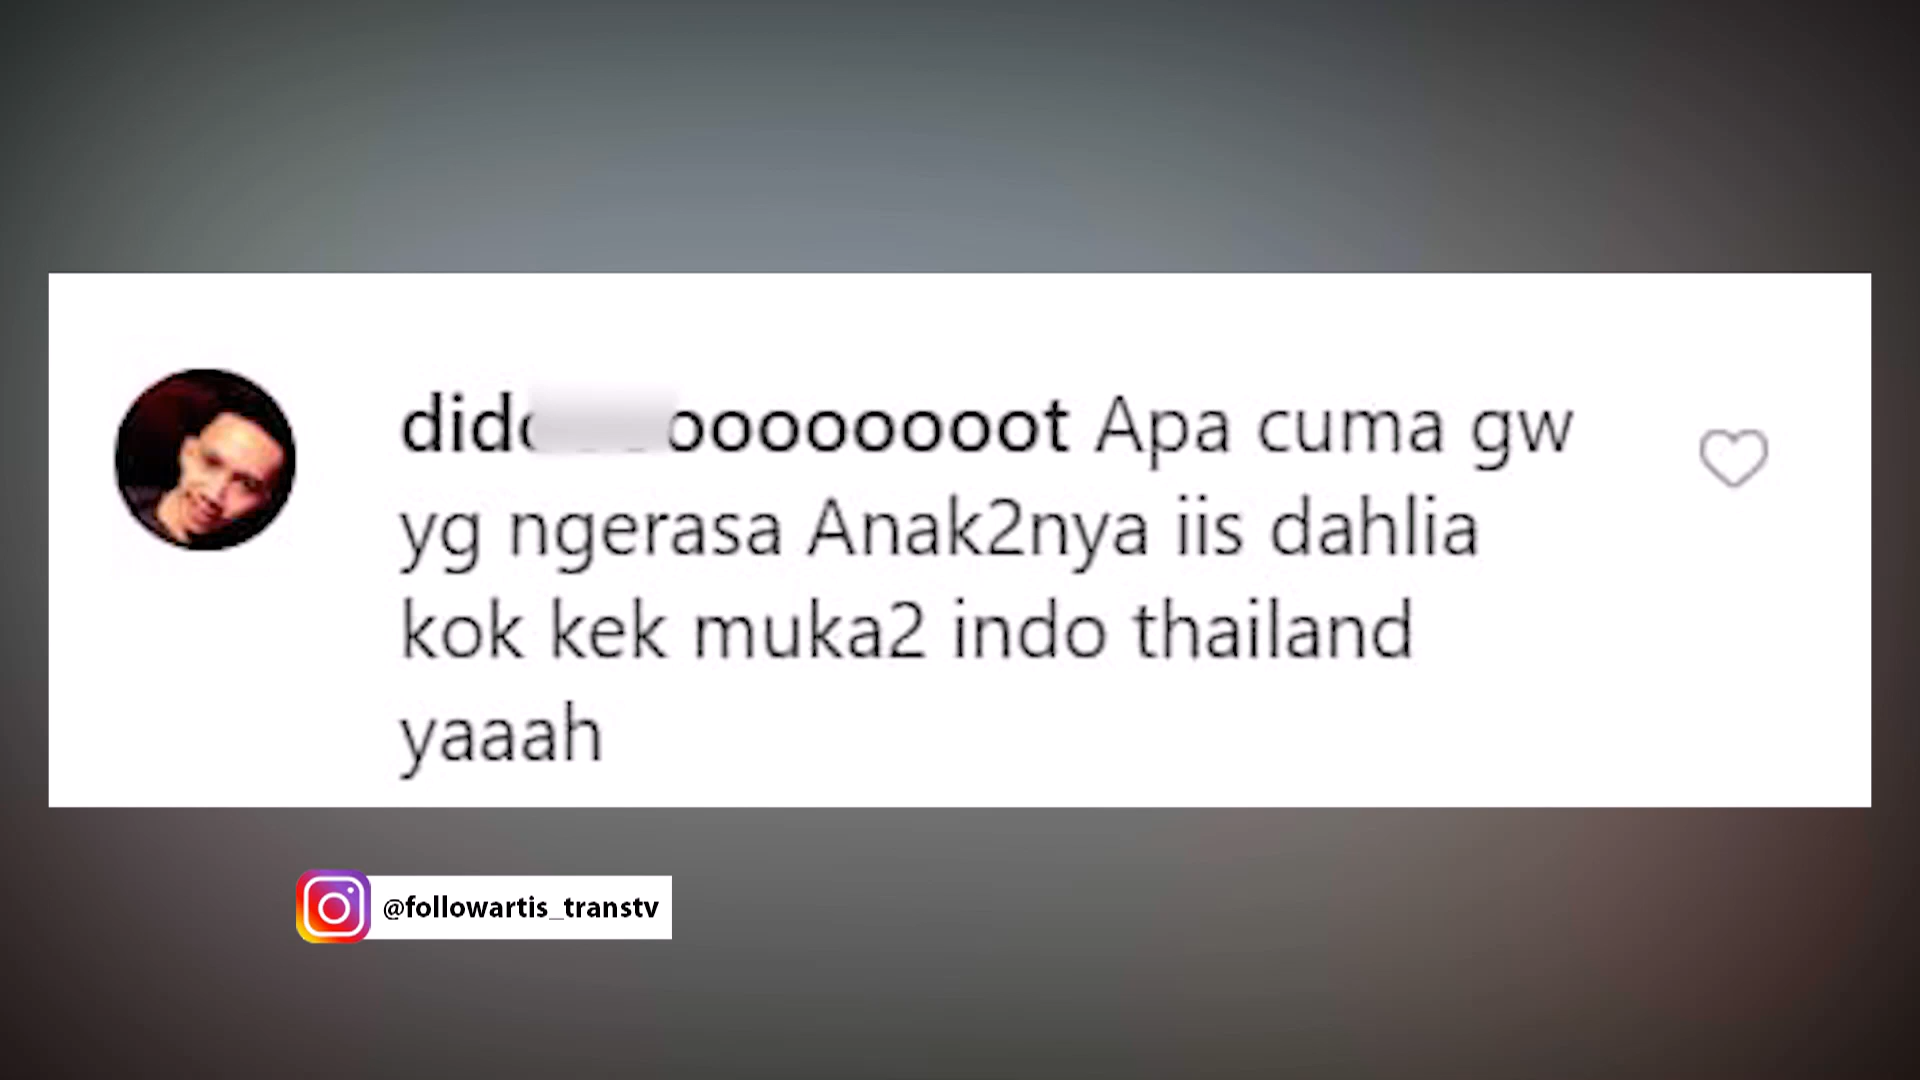 Apa cuma gw
yg ngerasa Anak2nya iis dahlia
kok kek muka2 indo thailand
yaaah
@followartis_transtv